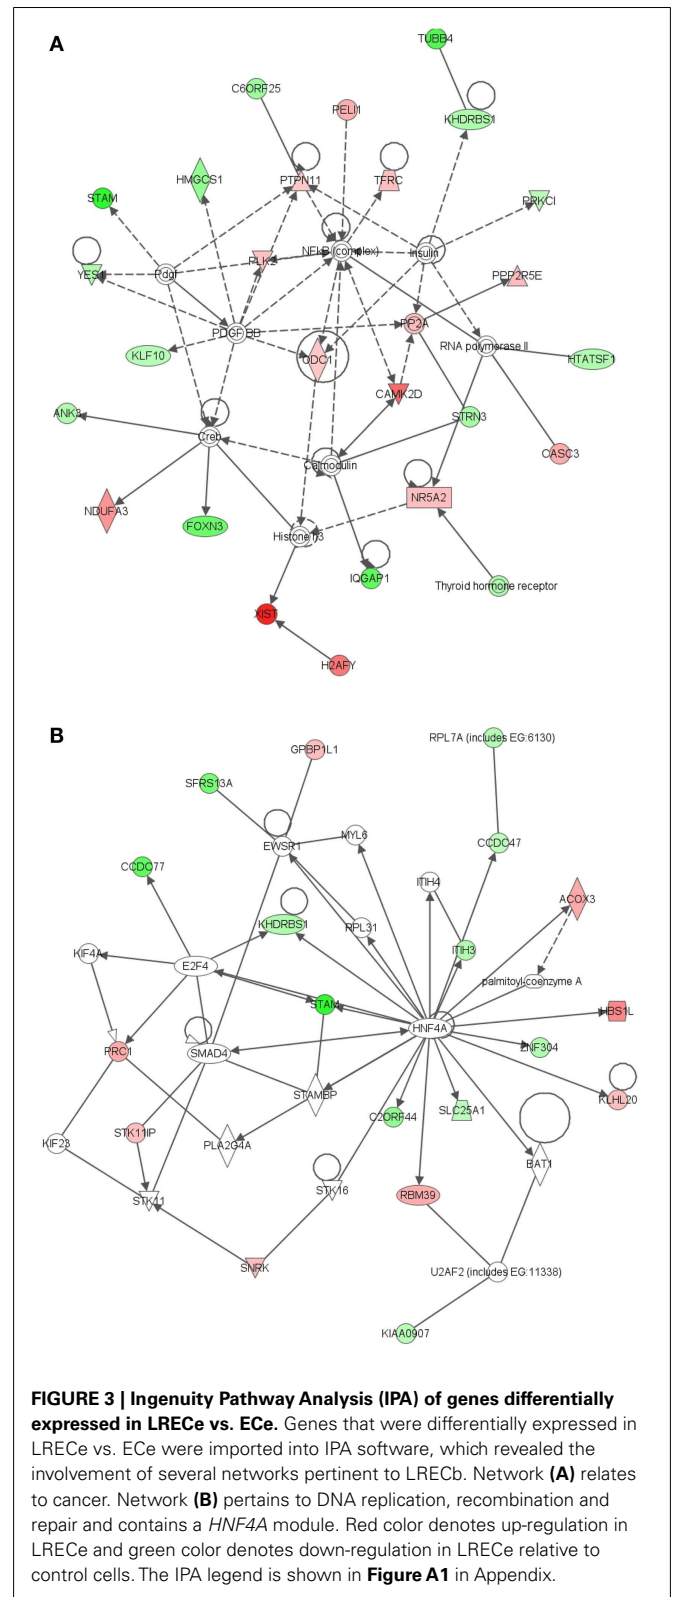 A
TUBB4
C6ORF25
PELI1
KHDRBS1
HMGCS1
PTPN11
TFRC
STAM
PRKCI
NFkB (complex)
Insulin
PLK2
YES1
Pdgf
PPP2R5E
PP2A
PDGF BB
RNA polymerase II
KLF10
CDC1
HTATSF1
CAMK2D
ANK3
STRN3
Creb
CASC3
Calmodulin
NR5A2
NDUFA3
FOXN3
Histone h3
IQGAP1
Thyroid hormone receptor
XIST
H2AFY
B
GPBP1L1
RPL7A (includes EG:6130)
SFRS13A
MYL6
EWSR1
CCDC47
CCDC77
ITIH4
ACOX3
KHDRBS1
RPL31
KIF4A
ITIH3
E2F4
palmitoyl-coenzyme A
STAM
HBS1L
HNF4A
PRC1
SMAD4
ZNF304
STAMBP
KLHL20
C2ORF44
SLC25A1
STK11IP
KIF23
PLA2G4A
BAT1
STK16
STK11
RBM39
SNRK
U2AF2 (includes EG:11338)
KIAA0907
FIGURE 3 | Ingenuity Pathway Analysis (IPA) of genes differentially
expressed in LRECe vs. ECe. Genes that were differentially expressed in
LRECe vs. ECe were imported into IPA software, which revealed the
involvement of several networks pertinent to LRECb. Network (A) relates
to cancer. Network (B) pertains to DNA replication, recombination and
repair and contains a HNF4A module. Red color denotes up-regulation in
LRECe and green color denotes down-regulation in LRECe relative to
control cells. The IPA legend is shown in Figure A1 in Appendix.